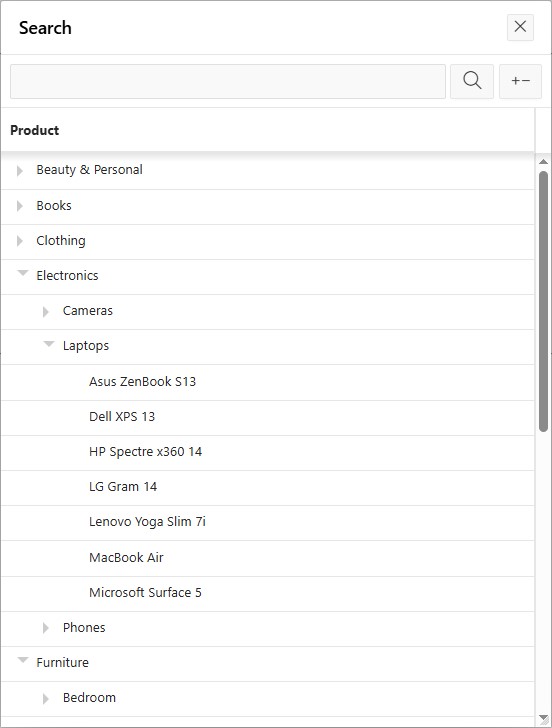 Search
+−
Product
Beauty & Personal
Books
Clothing
Electronics
Cameras
Laptops
Asus ZenBook S13
Dell XPS 13
HP Spectre x360 14
LG Gram 14
Lenovo Yoga Slim 7i
MacBook Air
Microsoft Surface 5
Phones
Furniture
Bedroom